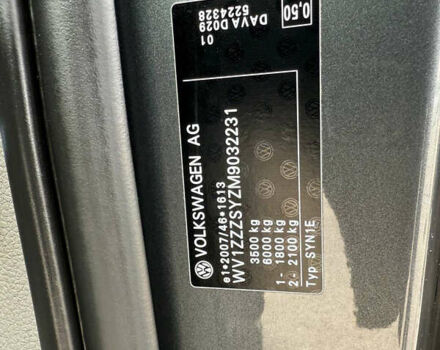 VOLKSWAGEN AG
e1*2007/46*1613
WV1ZZZSYZM9032231
3500 kg
6000 kg
1- 1800 kg
2- 2100 kg
Typ SYN1E
01
DAVA D029
5224328
0,50